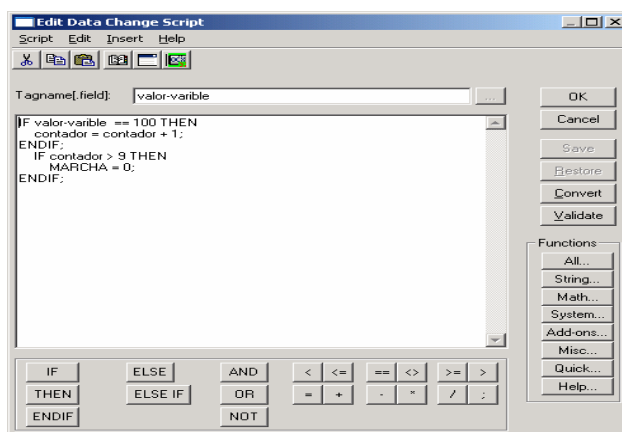 Edit Data Change Script
Script Edit Insert Help
Tagname[.field]: valor-varible ...
IF valor-varible == 100 THEN
contador = contador + 1;
ENDIF;
IF contador > 9 THEN
MARCHA = 0;
ENDIF;
OK
Cancel
Save
Restore
Convert
Validate
Functions
All...
String...
Math...
System...
Add-ons...
Misc...
Quick...
Help...
IF ELSE AND < <= == <> >= >
THEN ELSE IF OR = + - * / ;
ENDIF NOT